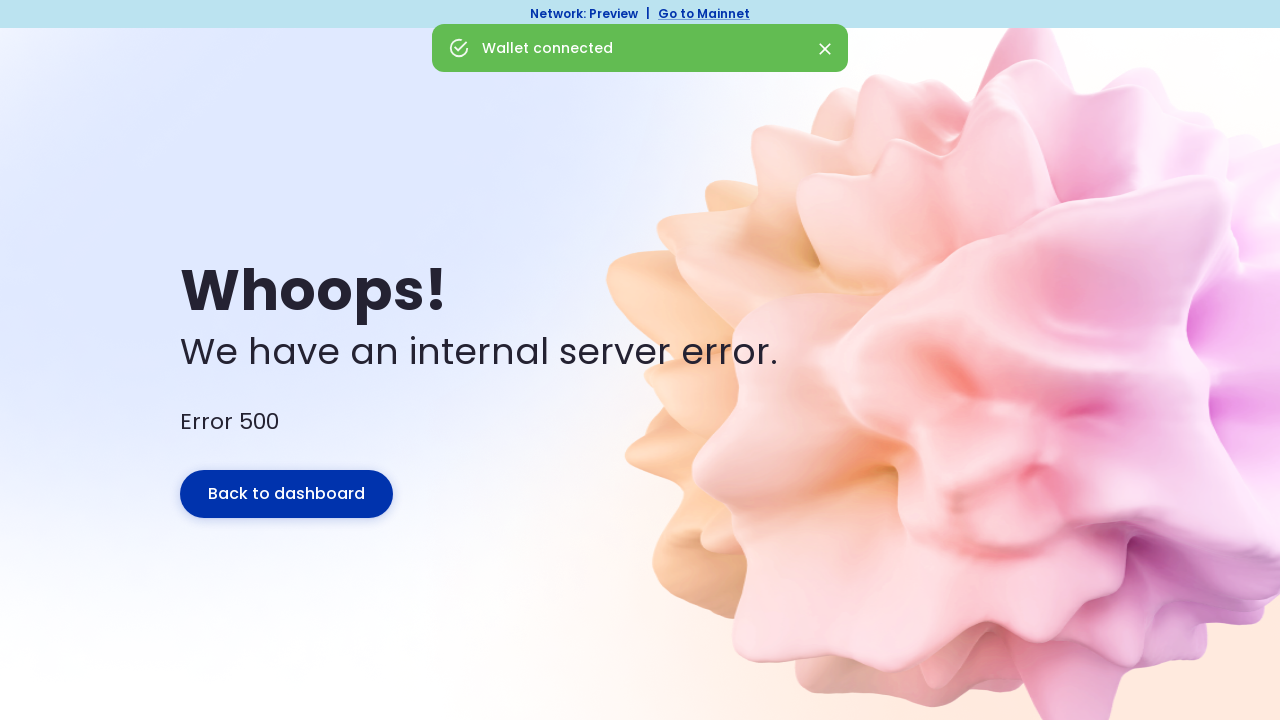 Network: Preview | Go to Mainnet
Wallet connected
Whoops!
We have an internal server error.
Error 500
Back to dashboard